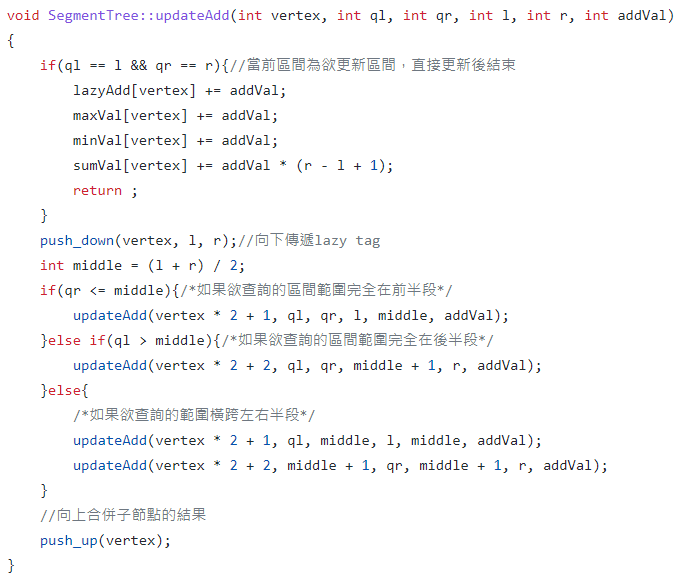 void SegmentTree::updateAdd(int vertex, int ql, int qr, int l, int r, int addVal)
{
    if(ql == l && qr == r){//當前區間為欲更新區間，直接更新後結束
        lazyAdd[vertex] += addVal;
        maxVal[vertex] += addVal;
        minVal[vertex] += addVal;
        sumVal[vertex] += addVal * (r - l + 1);
        return ;
    }
    push_down(vertex, l, r);//向下傳遞lazy tag
    int middle = (l + r) / 2;
    if(qr <= middle){/*如果欲查詢的區間範圍完全在前半段*/
        updateAdd(vertex * 2 + 1, ql, qr, l, middle, addVal);
    }else if(ql > middle){/*如果欲查詢的區間範圍完全在後半段*/
        updateAdd(vertex * 2 + 2, ql, qr, middle + 1, r, addVal);
    }else{
        /*如果欲查詢的範圍橫跨左右半段*/
        updateAdd(vertex * 2 + 1, ql, middle, l, middle, addVal);
        updateAdd(vertex * 2 + 2, middle + 1, qr, middle + 1, r, addVal);
    }
    //向上合併子節點的結果
    push_up(vertex);
}